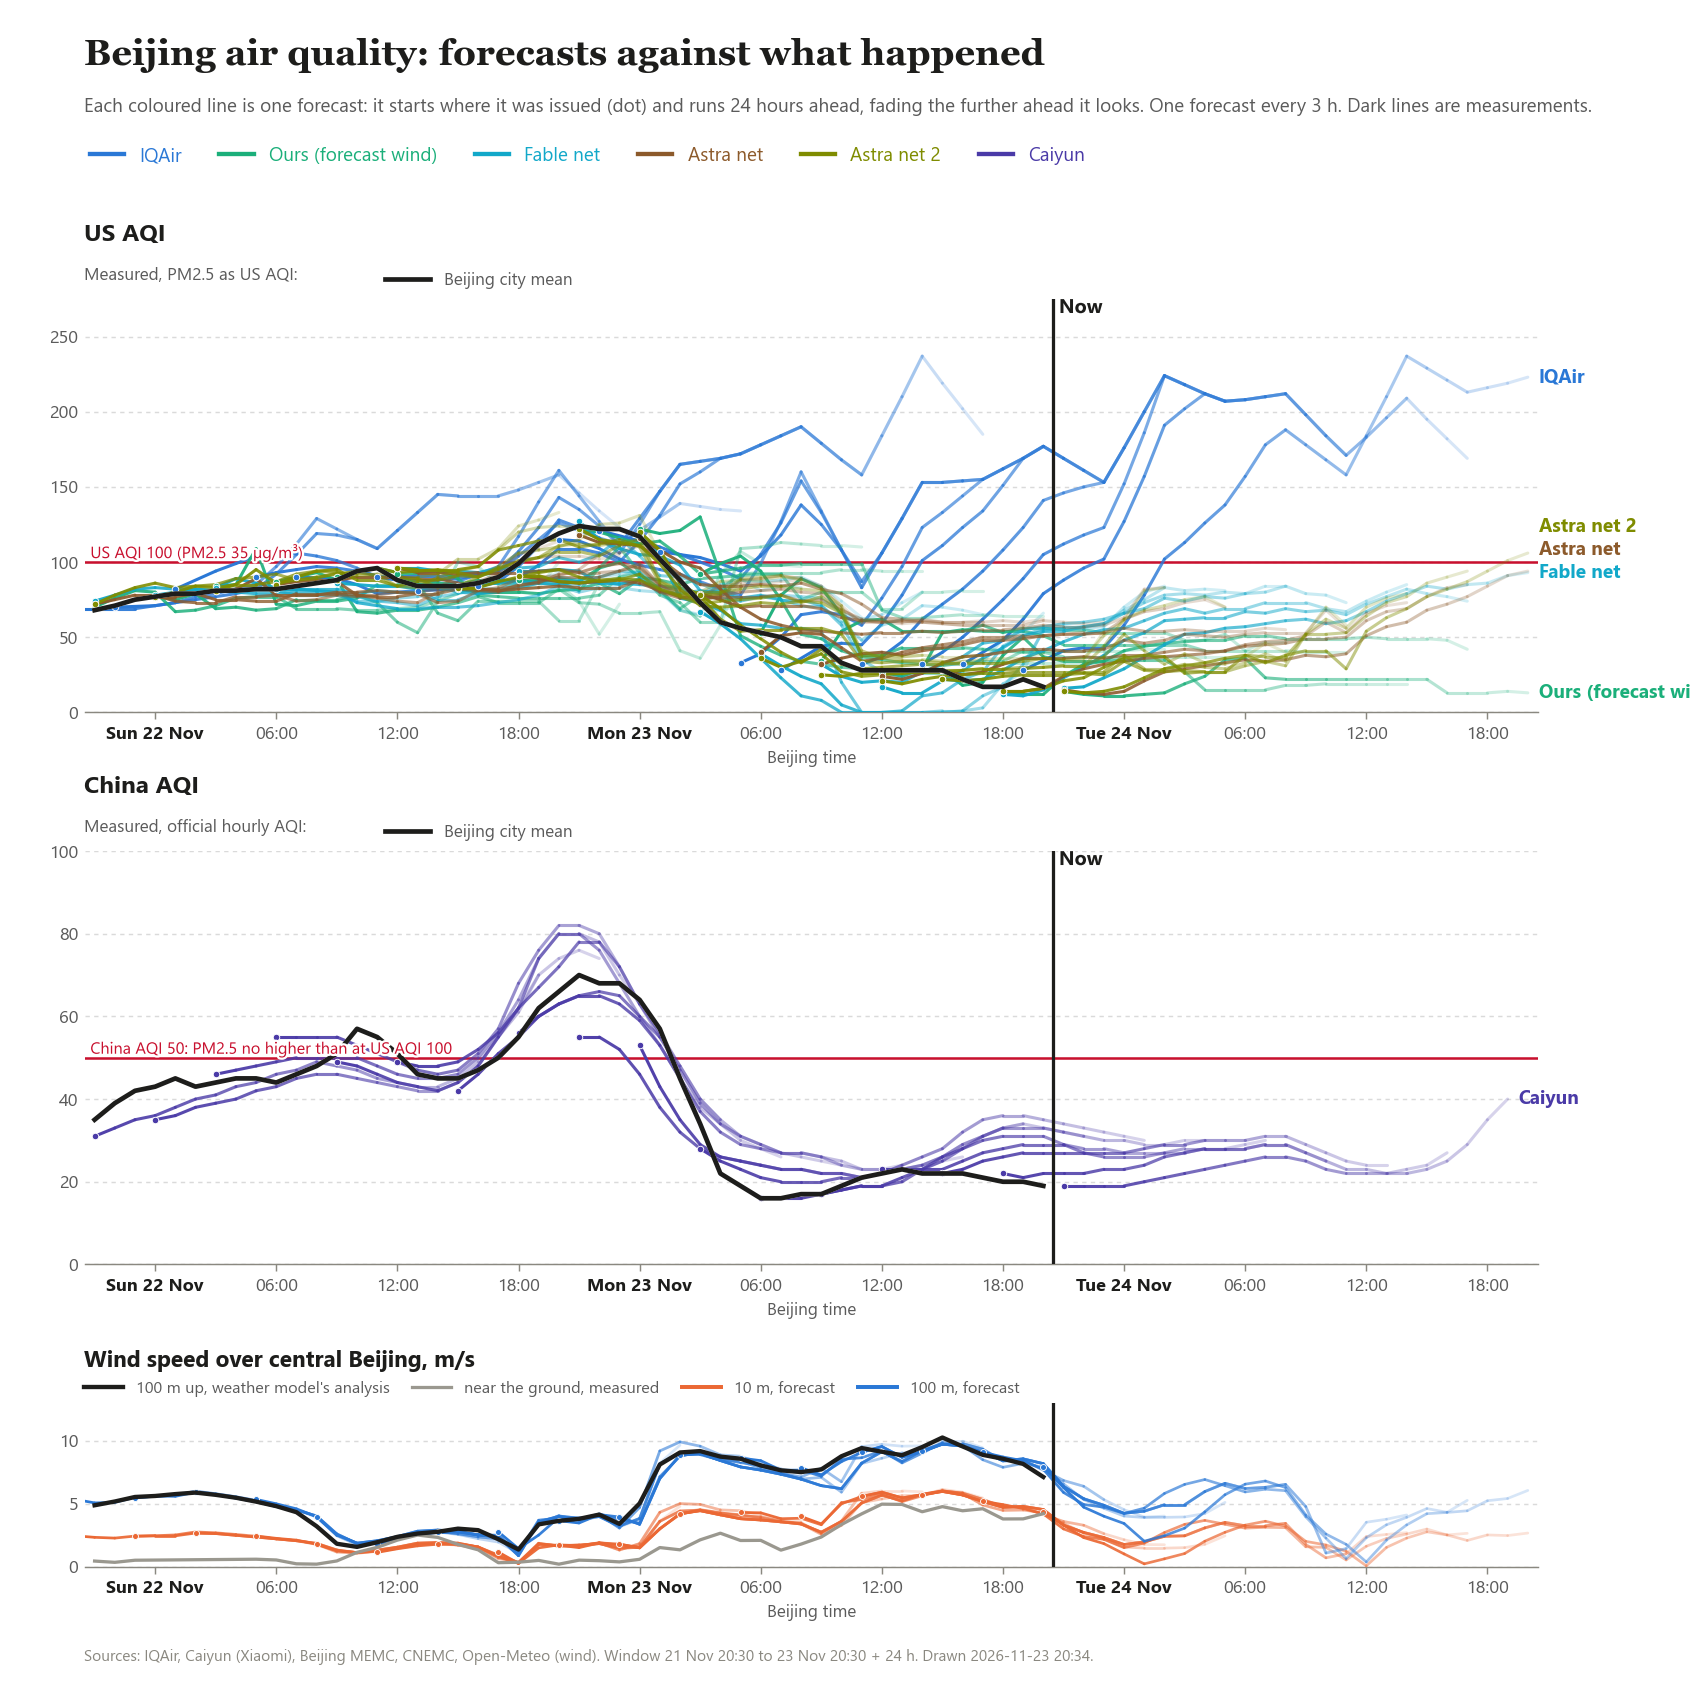 Beijing air quality: forecasts against what happened
Each coloured line is one forecast: it starts where it was issued (dot) and runs 24 hours ahead, fading the further ahead it looks. One forecast every 3 h. Dark lines are measurements.
IQAir Ours (forecast wind) Fable net Astra net Astra net 2 Caiyun
US AQI
Measured, PM2.5 as US AQI: Beijing city mean
Now
250
200
150
100
50
0
US AQI 100 (PM2.5 35 µg/m³)
IQAir
Astra net 2
Astra net
Fable net
Ours (forecast wi
Sun 22 Nov 06:00 12:00 18:00 Mon 23 Nov 06:00 12:00 18:00 Tue 24 Nov 06:00 12:00 18:00
Beijing time
China AQI
Measured, official hourly AQI: Beijing city mean
Now
100
80
60
40
20
0
China AQI 50: PM2.5 no higher than at US AQI 100
Caiyun
Sun 22 Nov 06:00 12:00 18:00 Mon 23 Nov 06:00 12:00 18:00 Tue 24 Nov 06:00 12:00 18:00
Beijing time
Wind speed over central Beijing, m/s
100 m up, weather model's analysis near the ground, measured 10 m, forecast 100 m, forecast
10
5
0
Sun 22 Nov 06:00 12:00 18:00 Mon 23 Nov 06:00 12:00 18:00 Tue 24 Nov 06:00 12:00 18:00
Beijing time
Sources: IQAir, Caiyun (Xiaomi), Beijing MEMC, CNEMC, Open-Meteo (wind). Window 21 Nov 20:30 to 23 Nov 20:30 + 24 h. Drawn 2026-11-23 20:34.